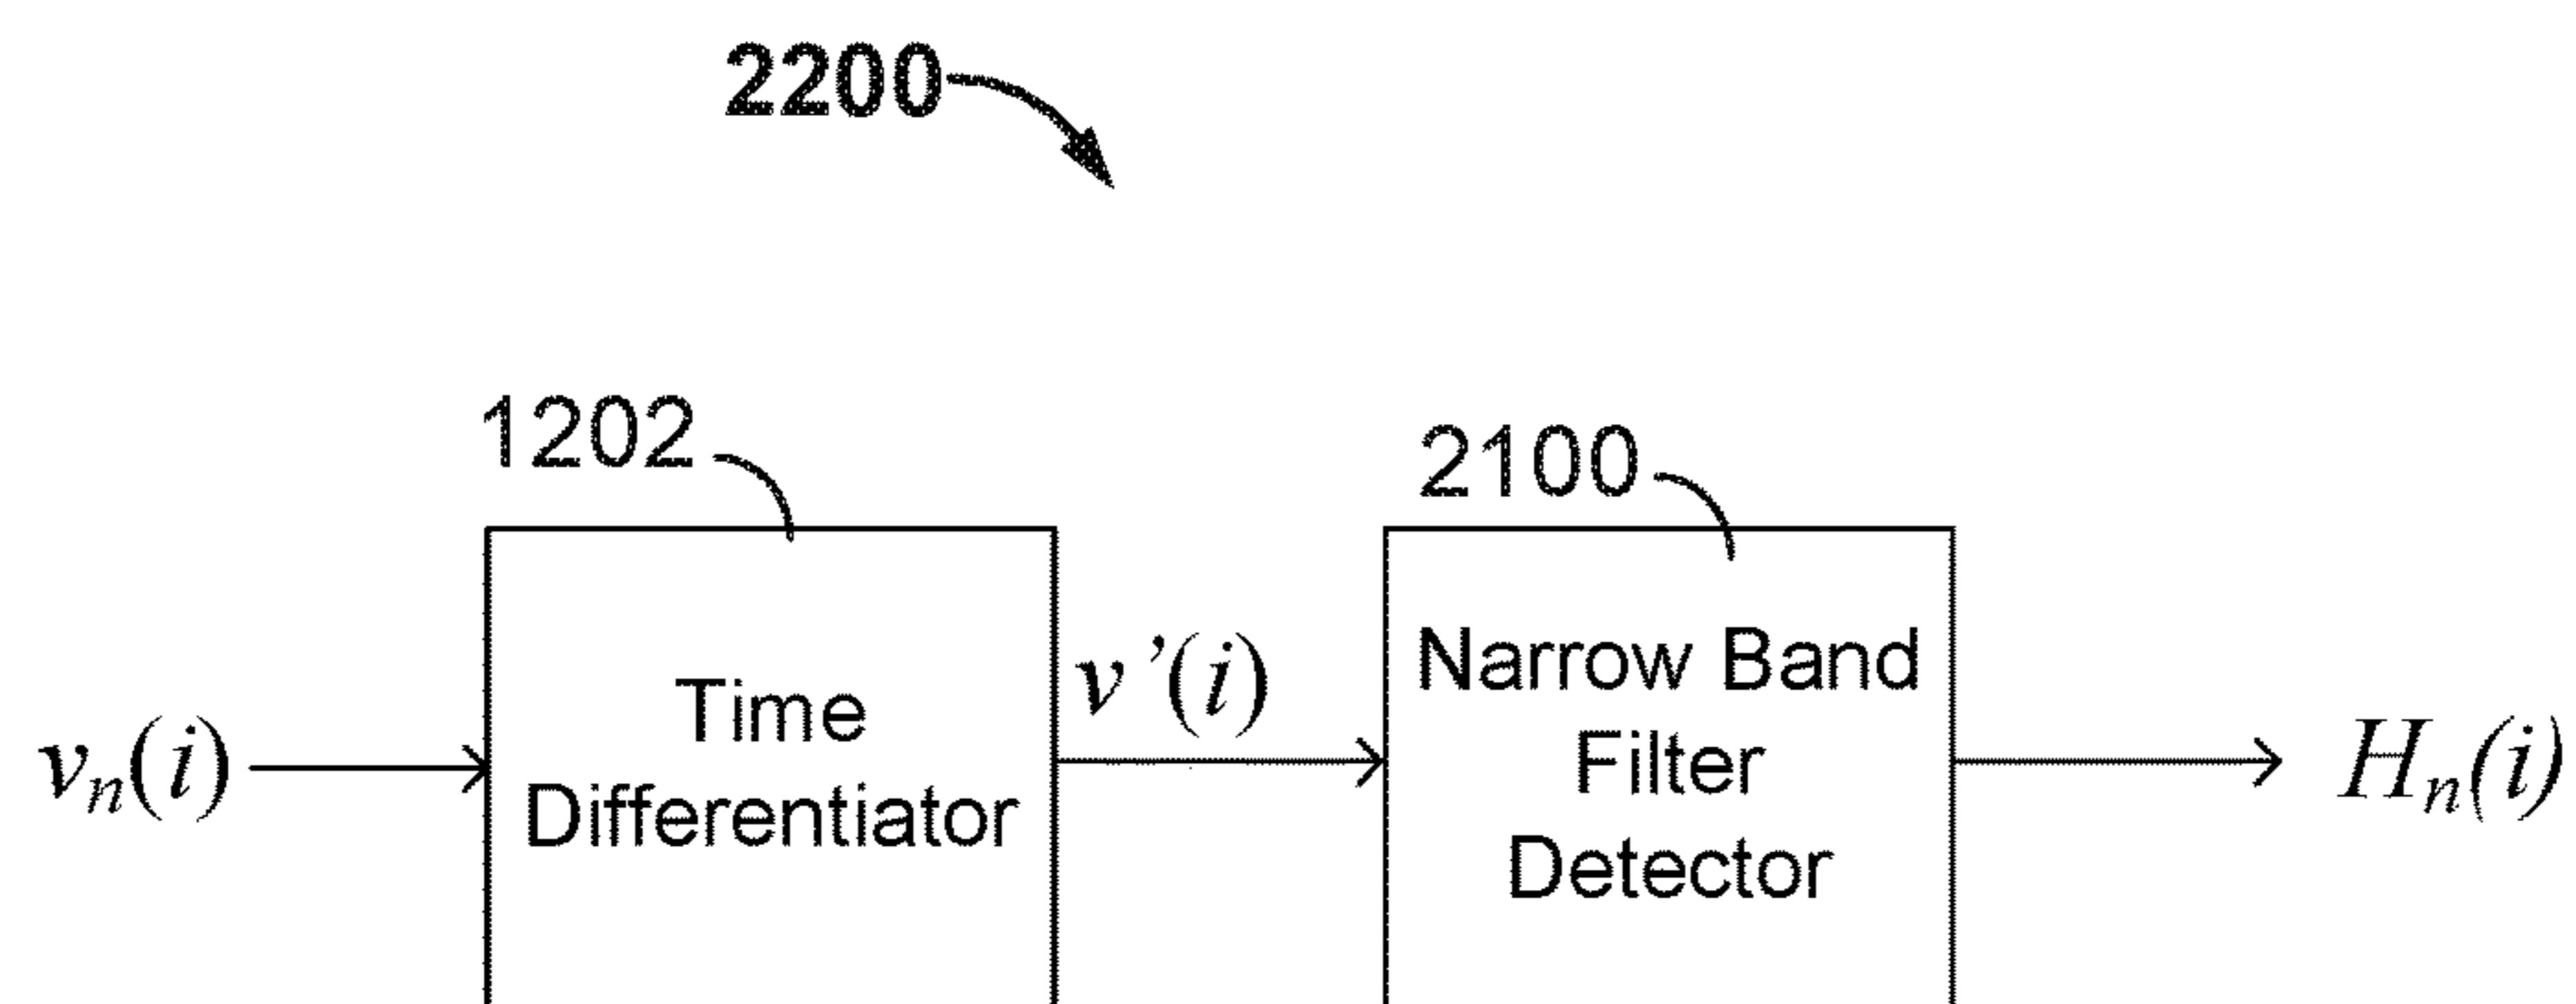 2200
1202
2100
vₙ(i)
Time
Differentiator
v’(i)
Narrow Band
Filter
Detector
Hₙ(i)